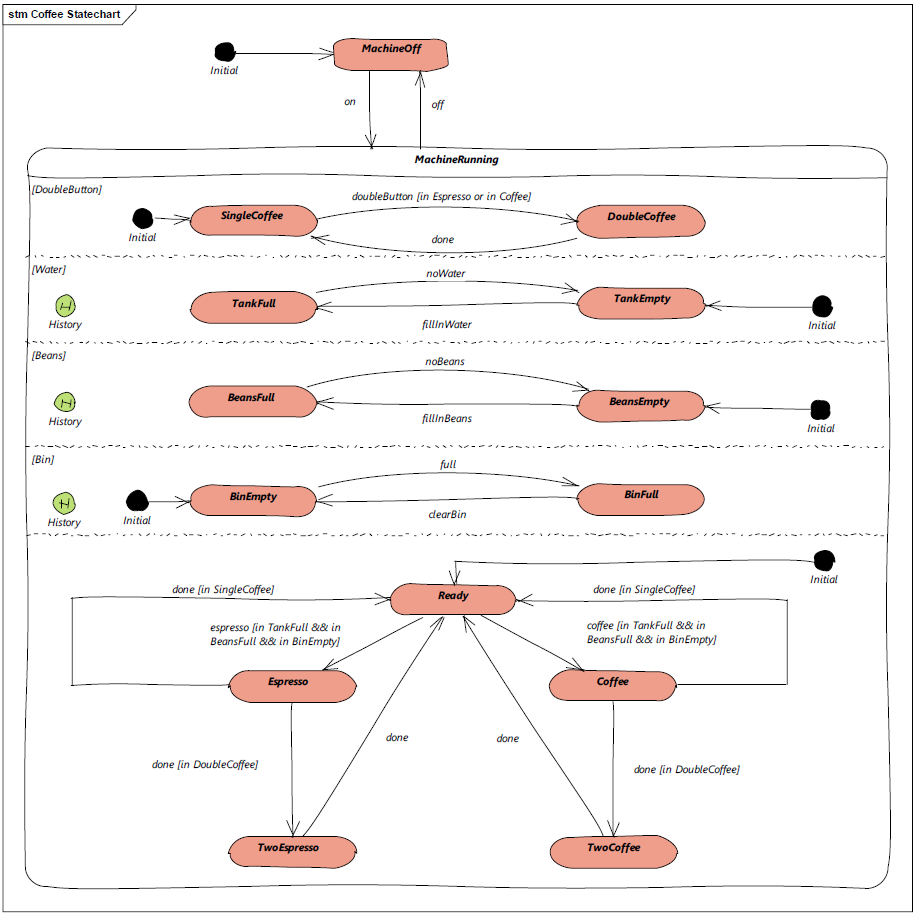 stm Coffee Statechart
MachineOff
Initial
on
off
MachineRunning
[DoubleButton]
doubleButton [in Espresso or in Coffee]
SingleCoffee
DoubleCoffee
Initial
done
[Water]
noWater
H
TankFull
TankEmpty
History
fillInWater
Initial
[Beans]
noBeans
H
BeansFull
BeansEmpty
History
fillInBeans
Initial
[Bin]
full
H
BinEmpty
BinFull
History
Initial
clearBin
Initial
done [in SingleCoffee]
Ready
done [in SingleCoffee]
espresso [in TankFull && in
BeansFull && in BinEmpty]
coffee [in TankFull && in
BeansFull && in BinEmpty]
Espresso
Coffee
done
done
done [in DoubleCoffee]
done [in DoubleCoffee]
TwoEspresso
TwoCoffee